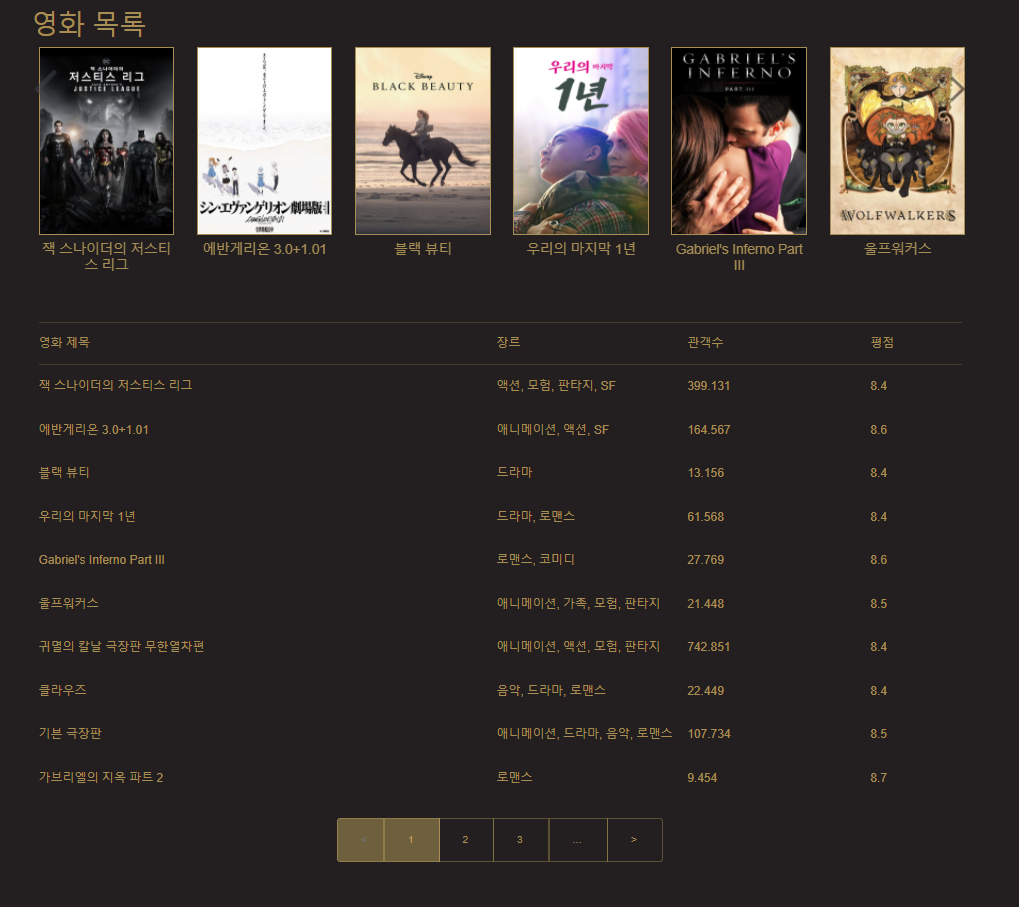 영화 목록
잭 스나이더의
저스티스 리그
JUSTICE LEAGUE
シン・エヴァンゲリオン劇場版
Disney
BLACK BEAUTY
우리의 마지막
1년
GABRIEL'S
INFERNO
PART III
WOLFWALKERS
잭 스나이더의 저스티
스 리그
에반게리온 3.0+1.01
블랙 뷰티
우리의 마지막 1년
Gabriel's Inferno Part
III
울프워커스
영화 제목 장르 관객수 평점
잭 스나이더의 저스티스 리그 액션, 모험, 판타지, SF 399.131 8.4
에반게리온 3.0+1.01 애니메이션, 액션, SF 164.567 8.6
블랙 뷰티 드라마 13.156 8.4
우리의 마지막 1년 드라마, 로맨스 61.568 8.4
Gabriel's Inferno Part III 로맨스, 코미디 27.769 8.6
울프워커스 애니메이션, 가족, 모험, 판타지 21.448 8.5
귀멸의 칼날 극장판 무한열차편 애니메이션, 액션, 모험, 판타지 742.851 8.4
클라우즈 음악, 드라마, 로맨스 22.449 8.4
기븐 극장판 애니메이션, 드라마, 음악, 로맨스 107.734 8.5
가브리엘의 지옥 파트 2 로맨스 9.454 8.7
< 1 2 3 ... >